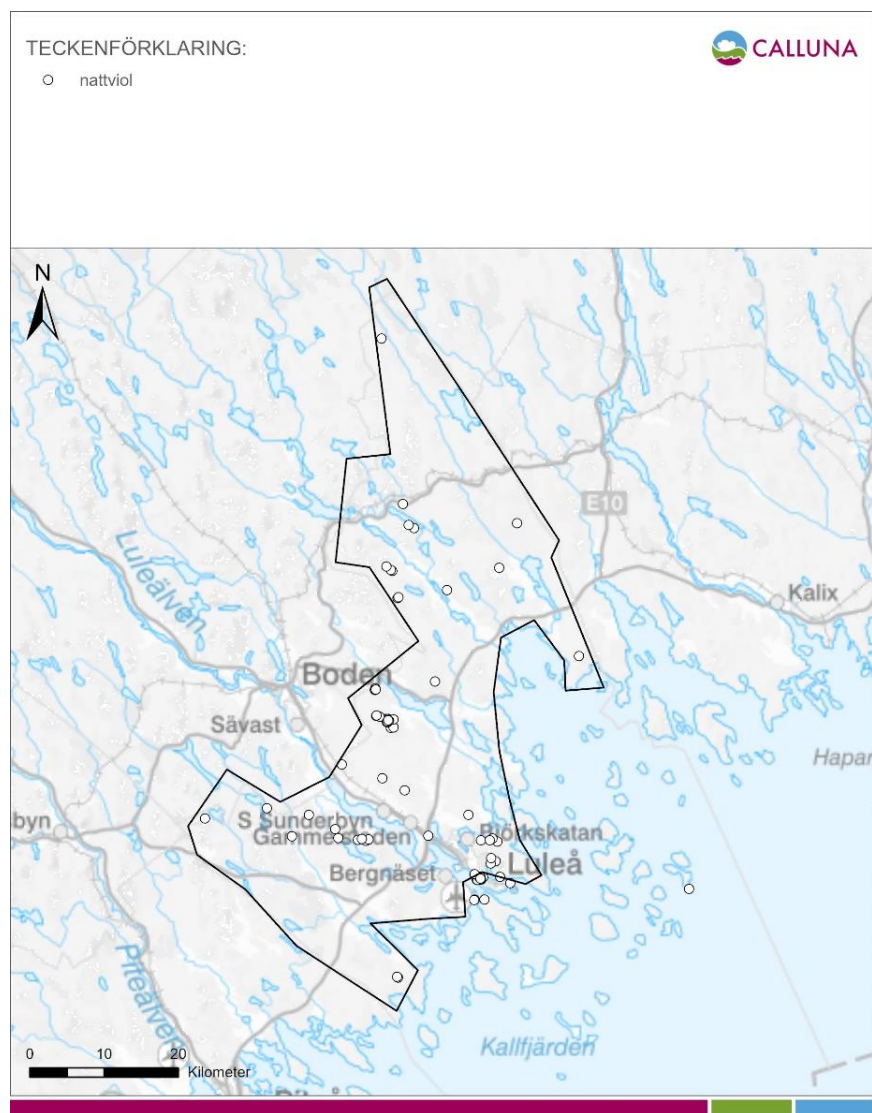 TECKENFÖRKLARING:
nattviol
CALLUNA
N
E10
Luleälven
Kalix
Boden
Sävast
Hapar
byn
S Sunderbyn
Gammelstaden
Björkskatan
Luleå
Bergnäset
Piteälven
Kallfjärden
0 10 20
Kilometer